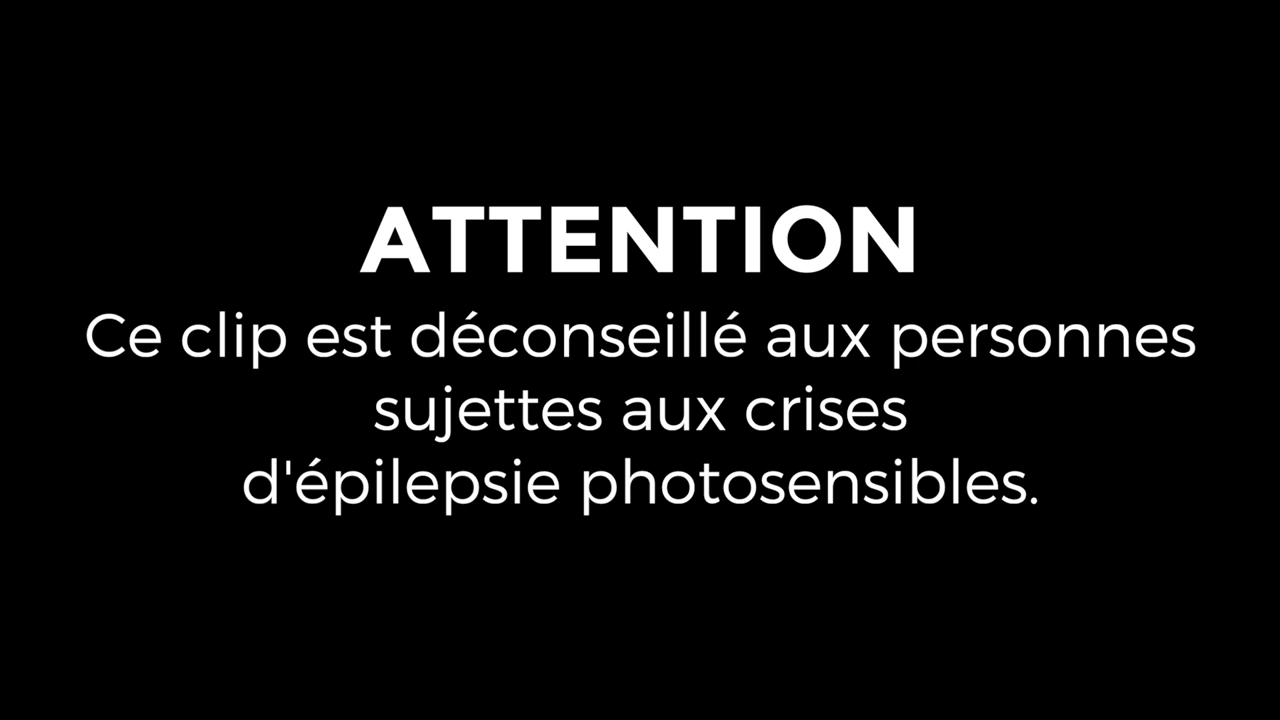 ATTENTION
Ce clip est déconseillé aux personnes
sujettes aux crises
d'épilepsie photosensibles.